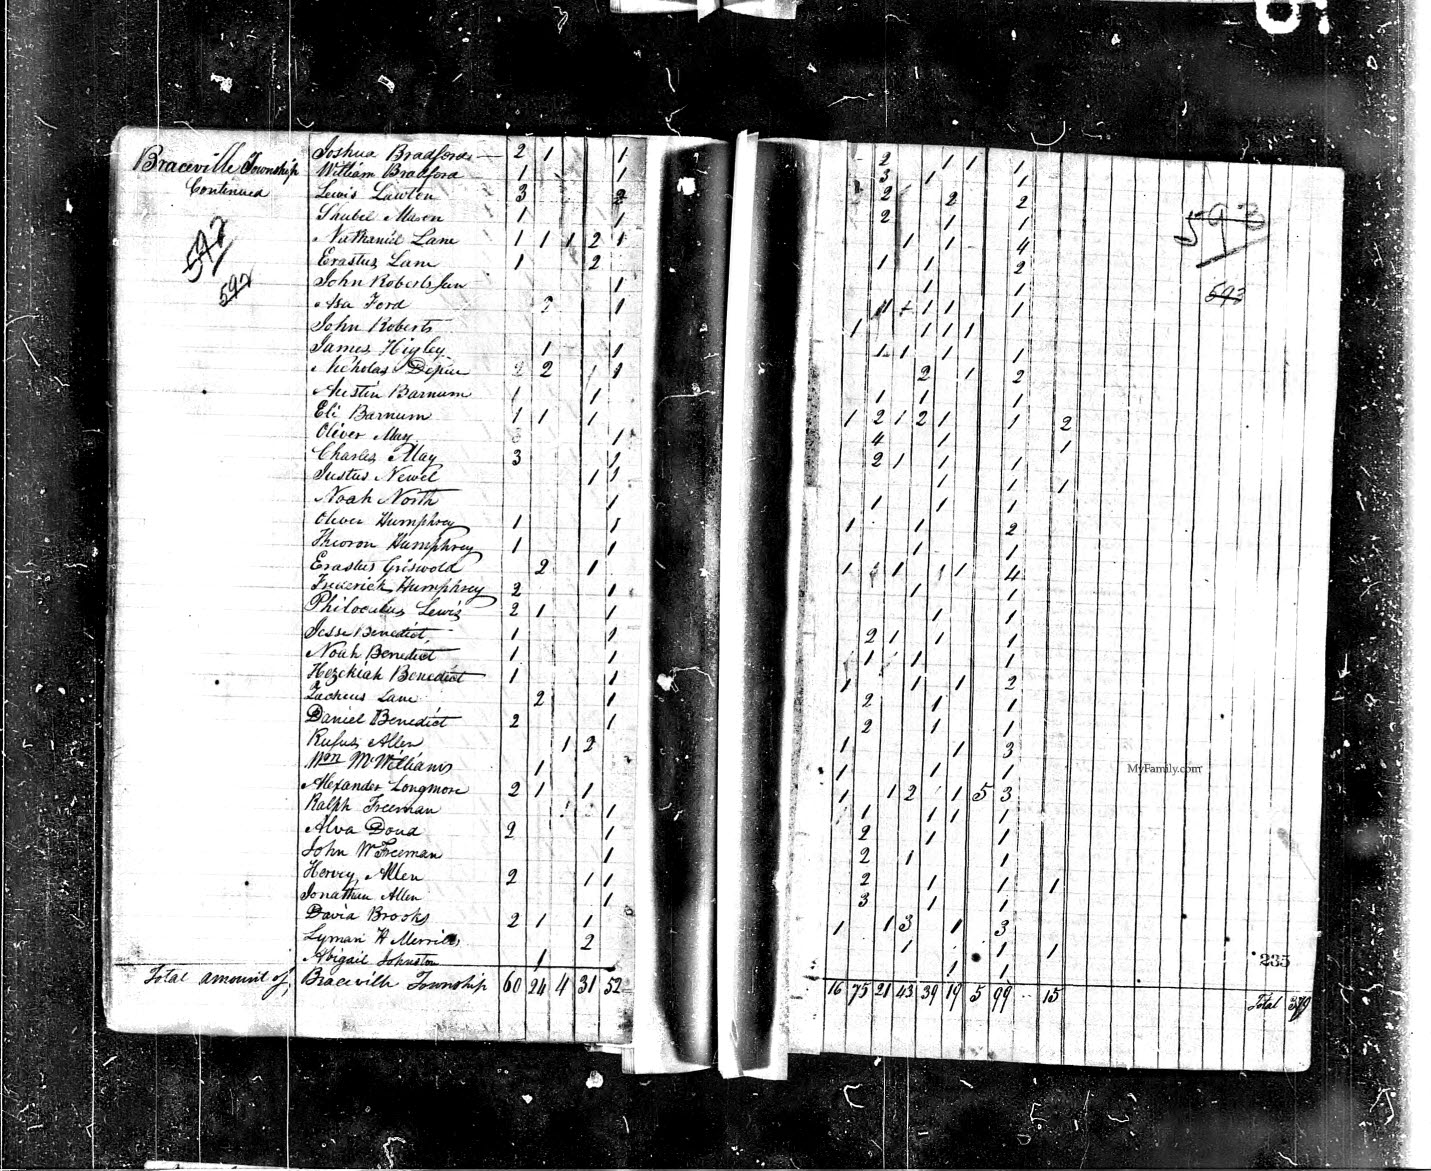 Braceville Township
Continued
597
597
593
593
Joshua Bradford 2 1 1 2 1 1 1
William Bradford 1 1 3 1 1
Lewis Lawton 3 2 2 2 2
Shubel Mason 1 1 2 1 1
Nathaniel Lane 1 1 1 2 1 1 1 4
Erastus Lane 1 2 1 1 2
John Roberts Jun 1 1 1
Asa Ford 2 1 1 1 1
John Roberts 1 1 1 1
James Higley 1 1 1 1 1 1
Nicholas 2 2 1 1 2 1 2
Austin Barnum 1 1 1 1 1
Eli Barnum 1 1 1 1 2 1 2 1 1 2
Oliver May 1 4 1 1
Charles May 3 1 2 1 1 1
Justus Newel 1 1 1 1 1
Noah North 1 1 1 1
Oliver Humphrey 1 1 1 1 2
Theoron Humphrey 1 1 1 1
Erastus Griswold 2 1 1 1 1 1 4
Frederick Humphrey 2 1 1 1
Philoculus Lewis 2 1 1 1 1
Jesse Benedict 1 1 2 1 1 1
Noah Benedict 1 1 1 1 1
Hezekiah Benedict 1 1 1 1 1 2
Zacheus Lane 2 1 2 1 1
Daniel Benedict 2 1 2 1 1
Rufus Allen 1 2 1 1 3
Wm McWilliams 1 1 1 1
Alexander Longmore 2 1 1 1 1 2 1 1 5 3
Ralph Freeman 1 1 1 1 1 1
Alva Doud 2 1 2 1 1
John W Freeman 1 2 1 1
Hervey Allen 2 1 1 2 1 1 1
Jonathan Allen 1 3 1 1
David Brooks 2 1 1 1 1 3 1 3
Lyman H Merrill 2 1 1 1
Abigail Johnston 1 1 1
Total amount of, Braceville Township 60 24 4 31 52 16 75 21 43 39 19 5 99 15 Total 379
MyFamily.com
235